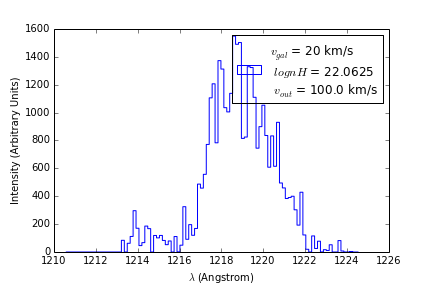 1600
1400
1200
1000
800
600
400
200
0
Intensity (Arbitrary Units)
v_gal = 20 km/s
lognH = 22.0625
v_out = 100.0 km/s
1210 1212 1214 1216 1218 1220 1222 1224 1226
λ (Angstrom)